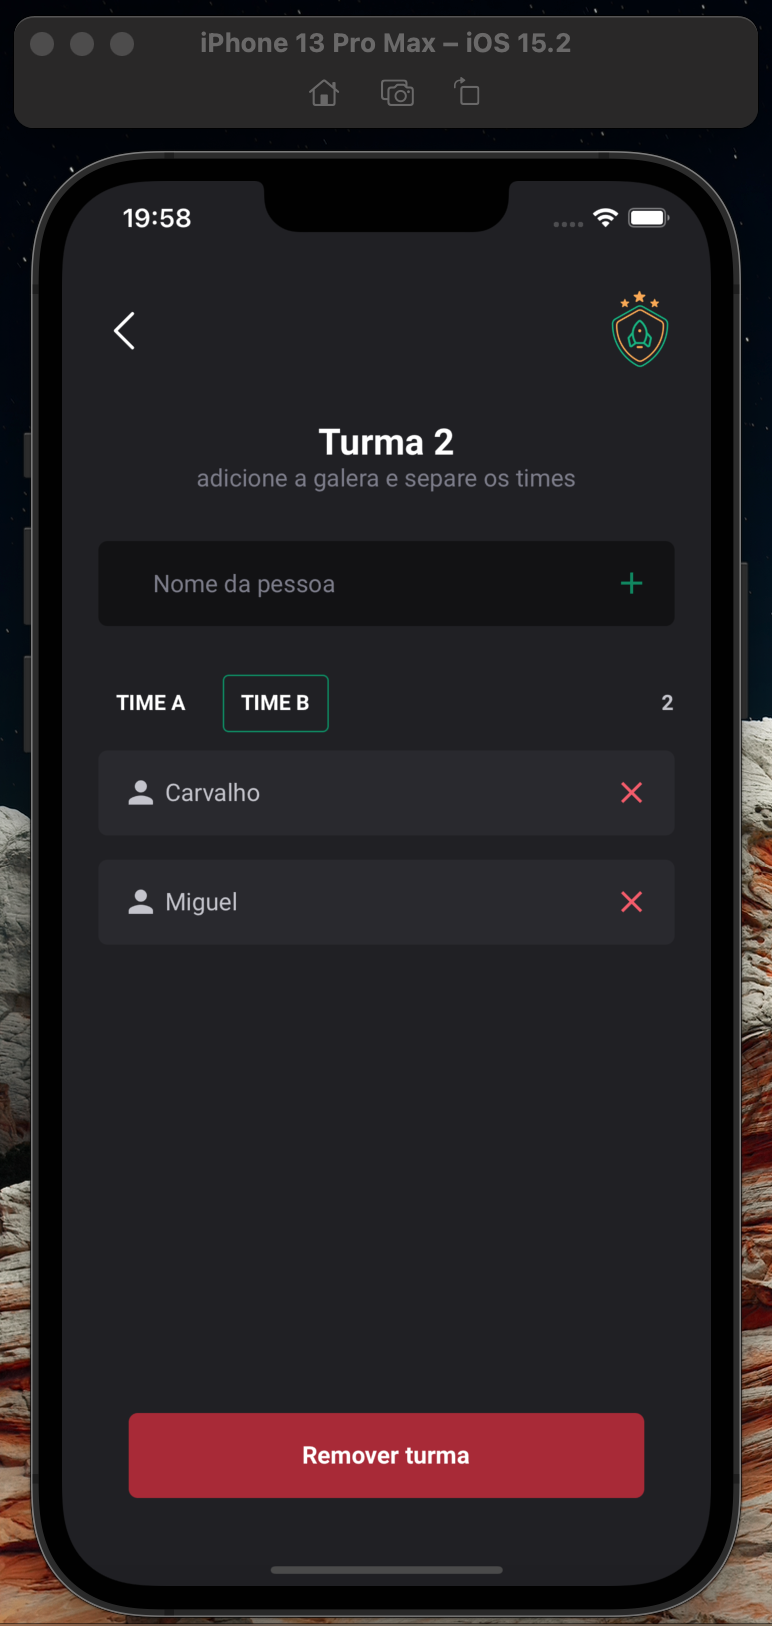 iPhone 13 Pro Max – iOS 15.2
19:58
Turma 2
adicione a galera e separe os times
Nome da pessoa
TIME A TIME B 2
Carvalho
Miguel
Remover turma